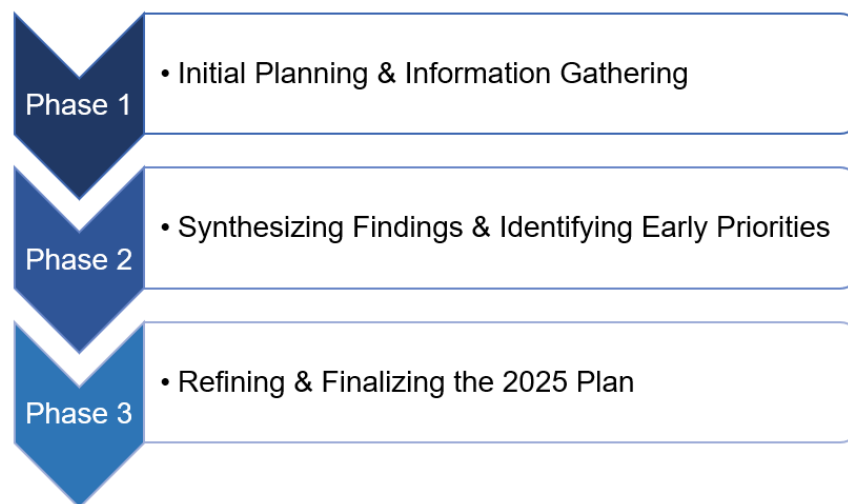 Phase 1
• Initial Planning & Information Gathering
Phase 2
• Synthesizing Findings & Identifying Early Priorities
Phase 3
• Refining & Finalizing the 2025 Plan